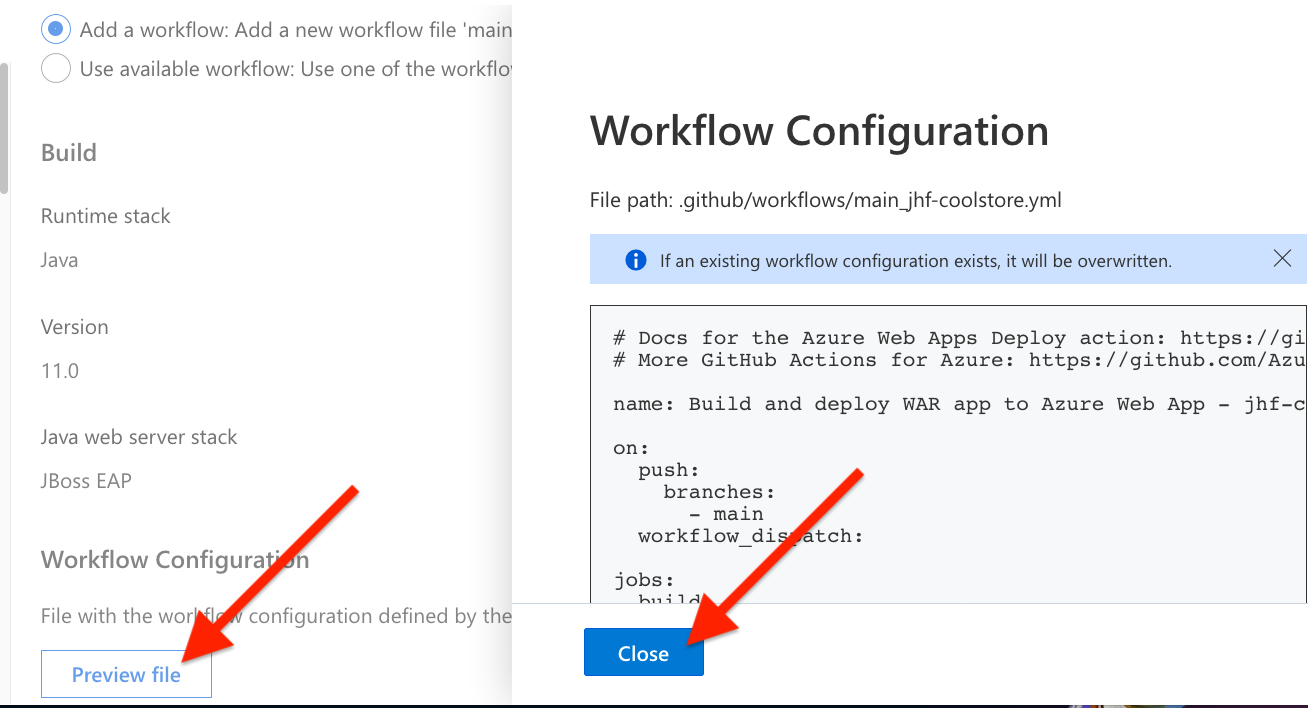 Add a workflow: Add a new workflow file 'main
Use available workflow: Use one of the workflo
Build
Runtime stack
Java
Version
11.0
Java web server stack
JBoss EAP
Workflow Configuration
File with the workflow configuration defined by the
Preview file
Workflow Configuration
File path: .github/workflows/main_jhf-coolstore.yml
If an existing workflow configuration exists, it will be overwritten.
# Docs for the Azure Web Apps Deploy action: https://gi
# More GitHub Actions for Azure: https://github.com/Azu
name: Build and deploy WAR app to Azure Web App - jhf-c
on:
push:
branches:
- main
workflow_dispatch:
jobs:
build
Close